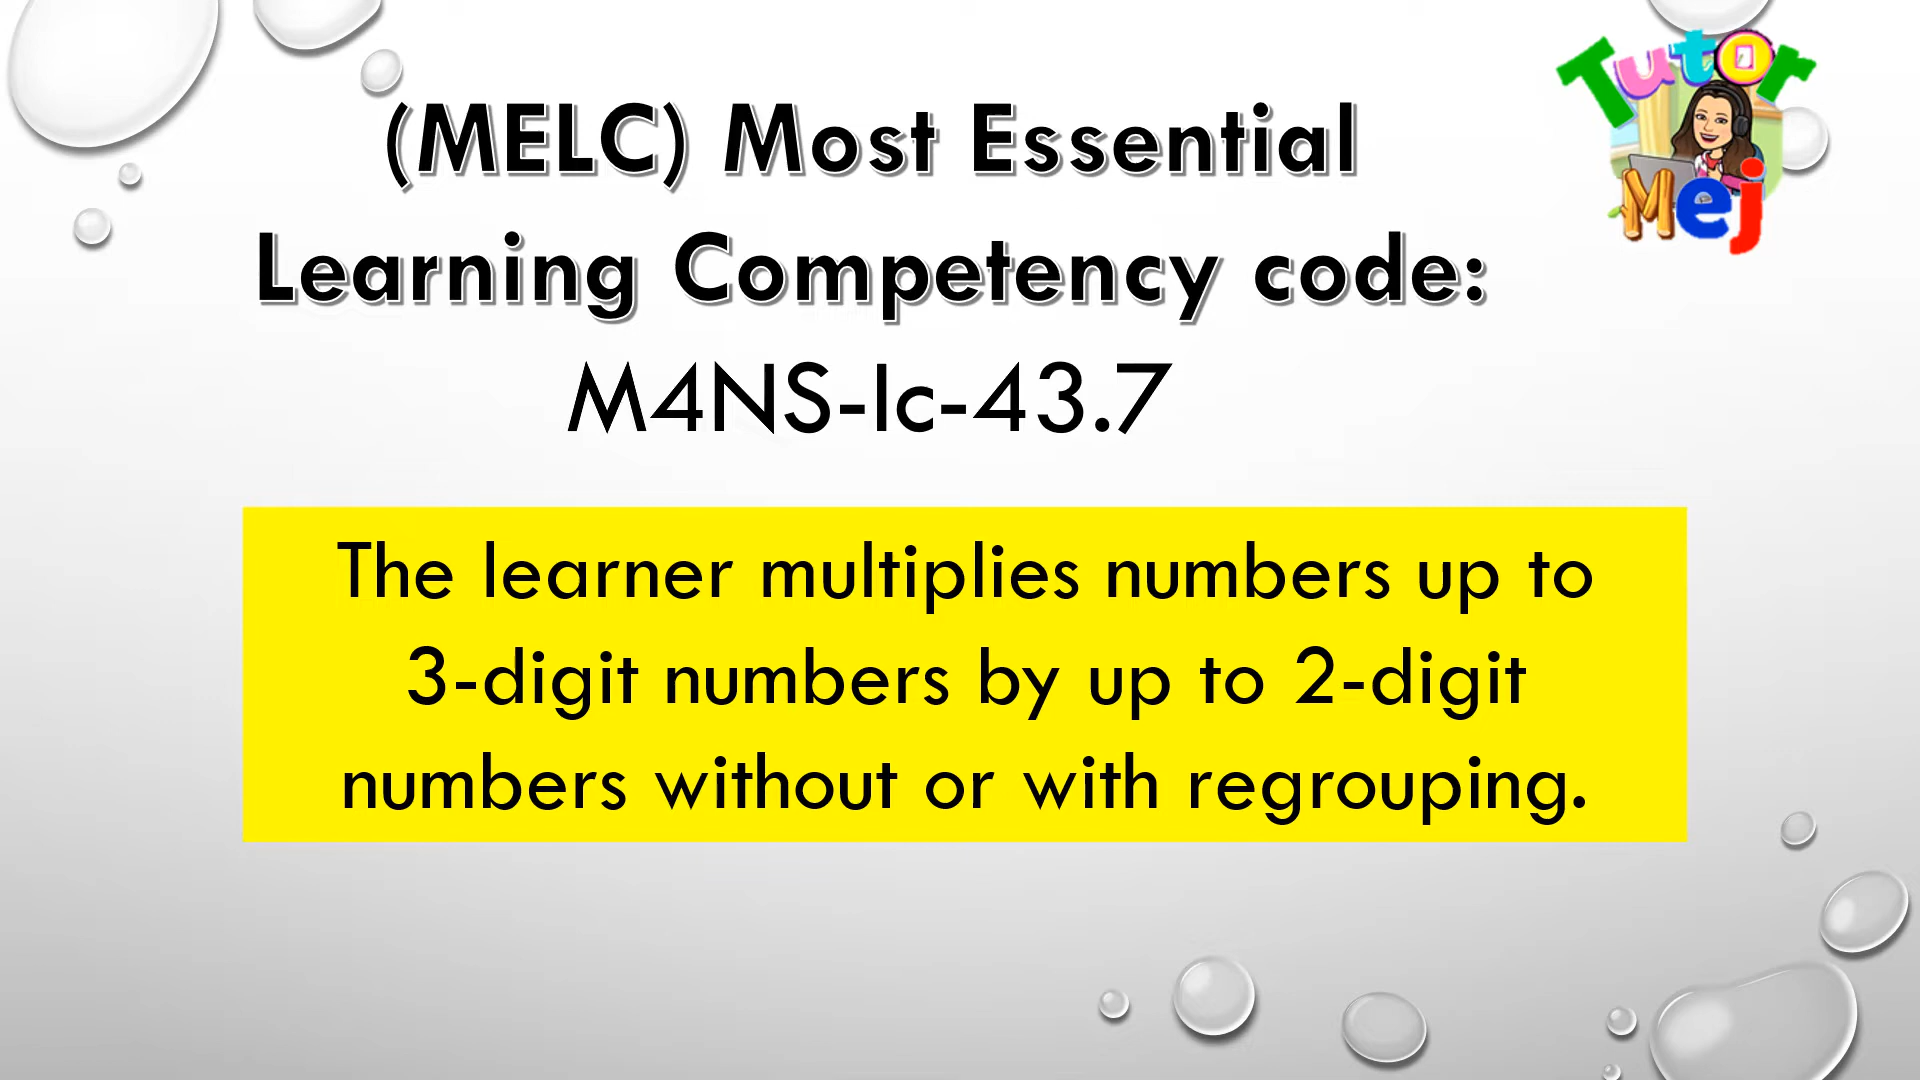 (MELC) Most Essential
Learning Competency code:
M4NS-Ic-43.7
The learner multiplies numbers up to
3-digit numbers by up to 2-digit
numbers without or with regrouping.
Tutor
Mej